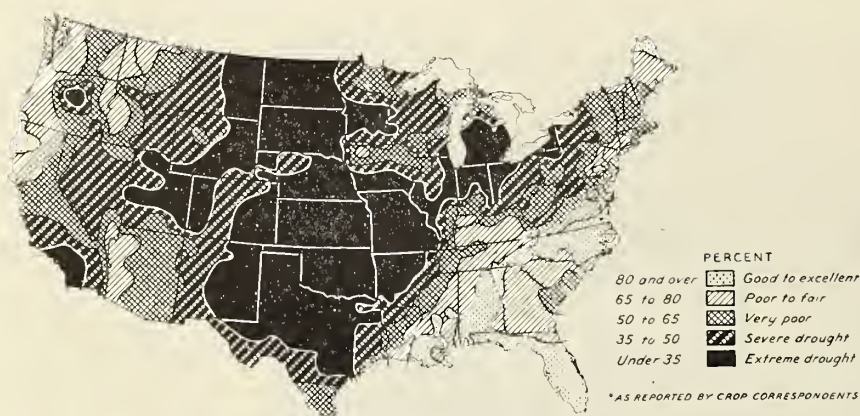 PERCENT
80 and over Good to excellent
65 to 80 Poor to fair
50 to 65 Very poor
35 to 50 Severe drought
Under 35 Extreme drought
*AS REPORTED BY CROP CORRESPONDENTS